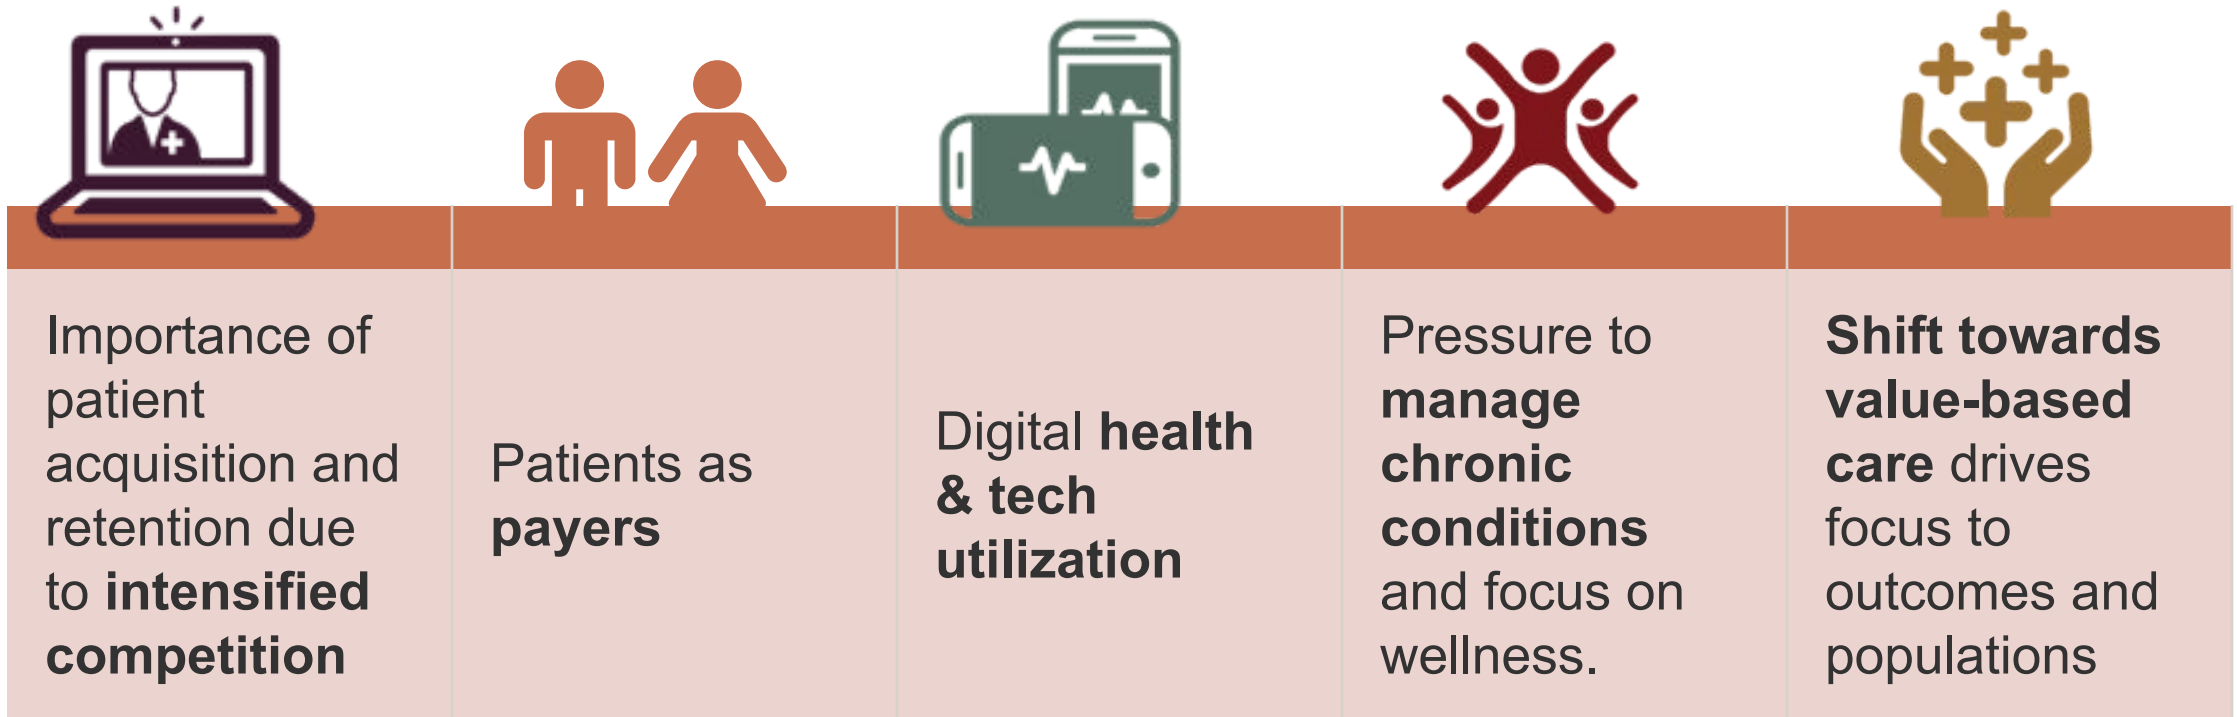 Importance of
patient
acquisition and
retention due
to intensified
competition
Patients as
payers
Digital health
& tech
utilization
Pressure to
manage
chronic
conditions
and focus on
wellness.
Shift towards
value-based
care drives
focus to
outcomes and
populations